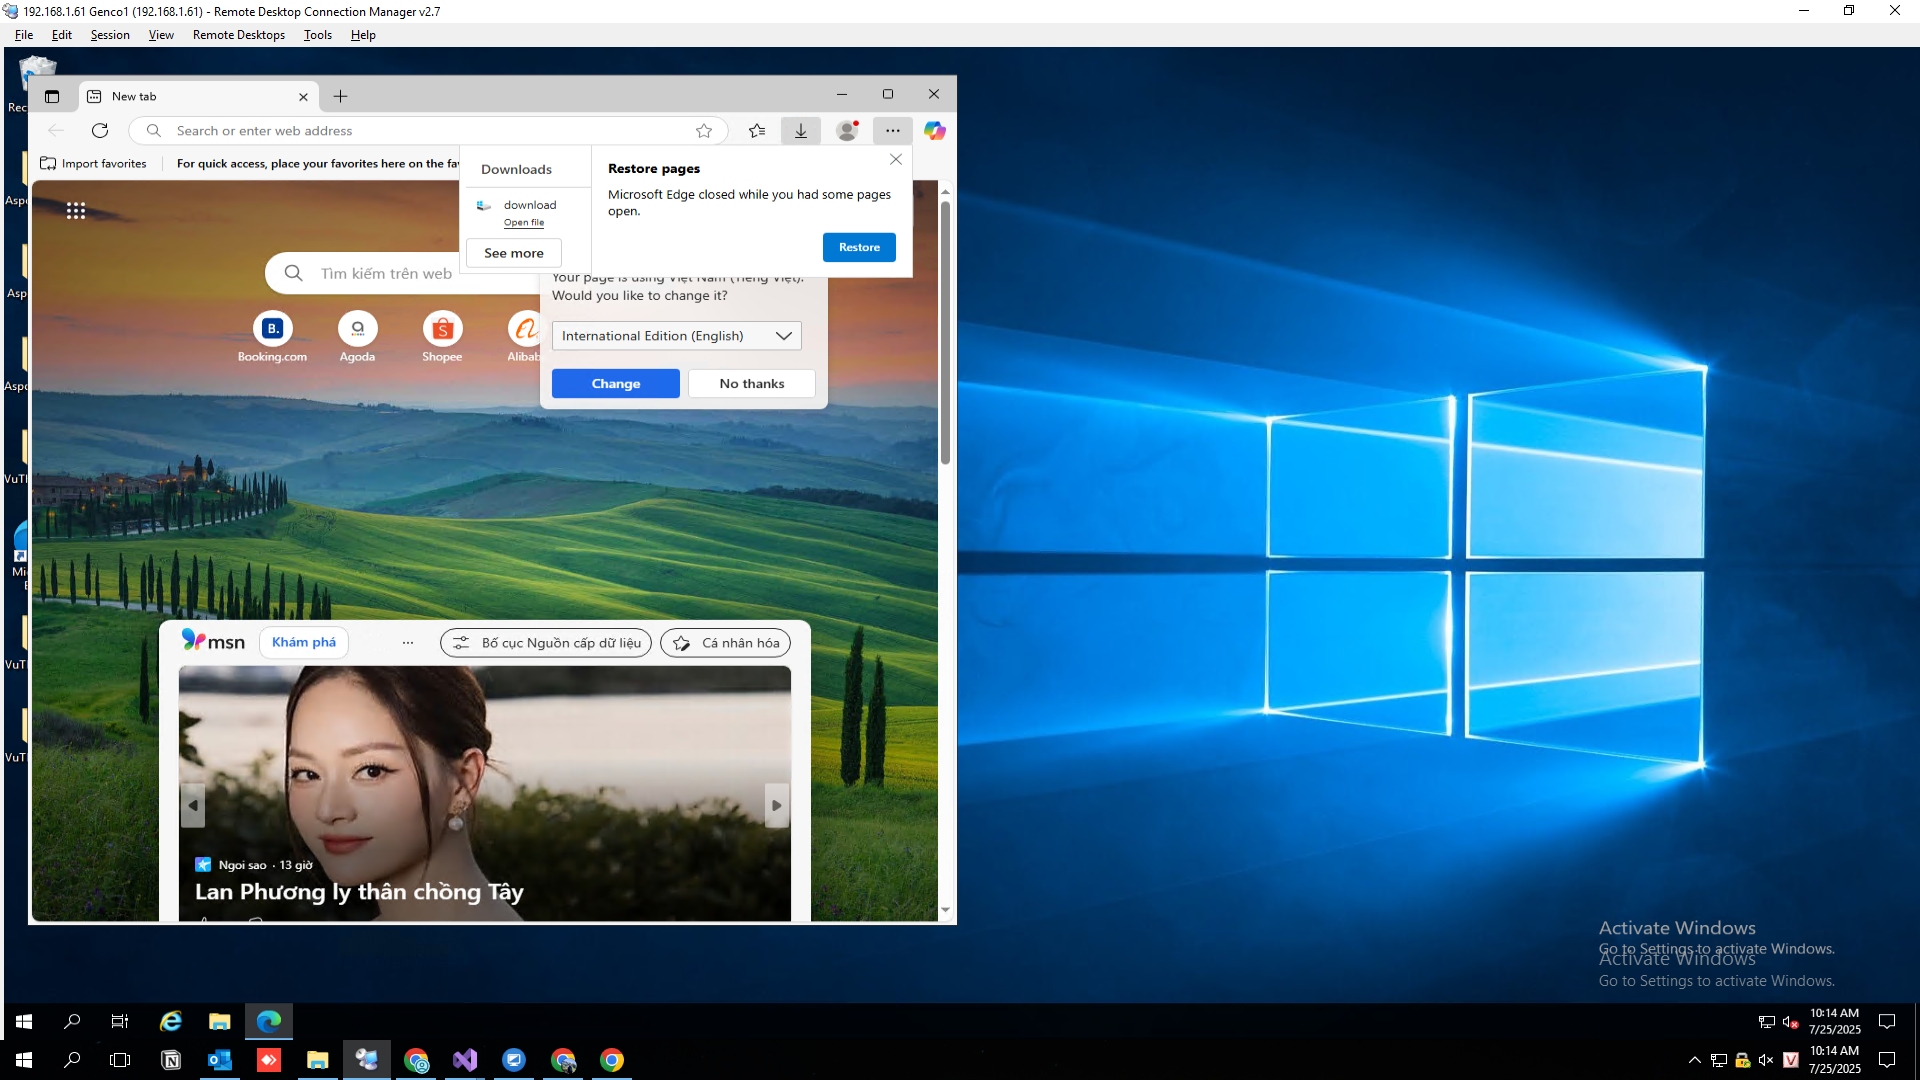 192.168.1.61 Genco1 (192.168.1.61) - Remote Desktop Connection Manager v2.7
File Edit Session View Remote Desktops Tools Help
New tab
Search or enter web address
Import favorites
For quick access, place your favorites here on the fa
Downloads
download
Open file
See more
Restore pages
Microsoft Edge closed while you had some pages
open.
Restore
Tìm kiếm trên web
Your page is using Việt Nam (Tiếng Việt).
Would you like to change it?
International Edition (English)
Change
No thanks
B.
Booking.com
agoda
Agoda
Shopee
Alibab
msn
Khám phá
Bố cục Nguồn cấp dữ liệu
Cá nhân hóa
Ngoi sao · 13 giờ
Lan Phương ly thân chồng Tây
Rec
Aspo
Asp
Aspo
VuTI
Mi
VuTI
VuTI
Activate Windows
Go to Settings to activate Windows.
Activate Windows
Go to Settings to activate Windows.
10:14 AM
7/25/2025
10:14 AM
7/25/2025